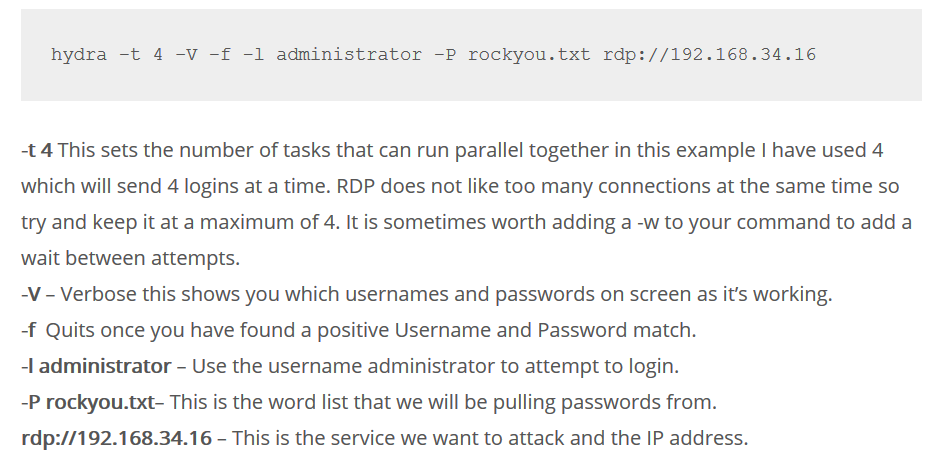 hydra –t 4 –V –f –l administrator –P rockyou.txt rdp://192.168.34.16
-t 4 This sets the number of tasks that can run parallel together in this example I have used 4
which will send 4 logins at a time. RDP does not like too many connections at the same time so
try and keep it at a maximum of 4. It is sometimes worth adding a -w to your command to add a
wait between attempts.
-V – Verbose this shows you which usernames and passwords on screen as it’s working.
-f  Quits once you have found a positive Username and Password match.
-l administrator – Use the username administrator to attempt to login.
-P rockyou.txt– This is the word list that we will be pulling passwords from.
rdp://192.168.34.16 – This is the service we want to attack and the IP address.